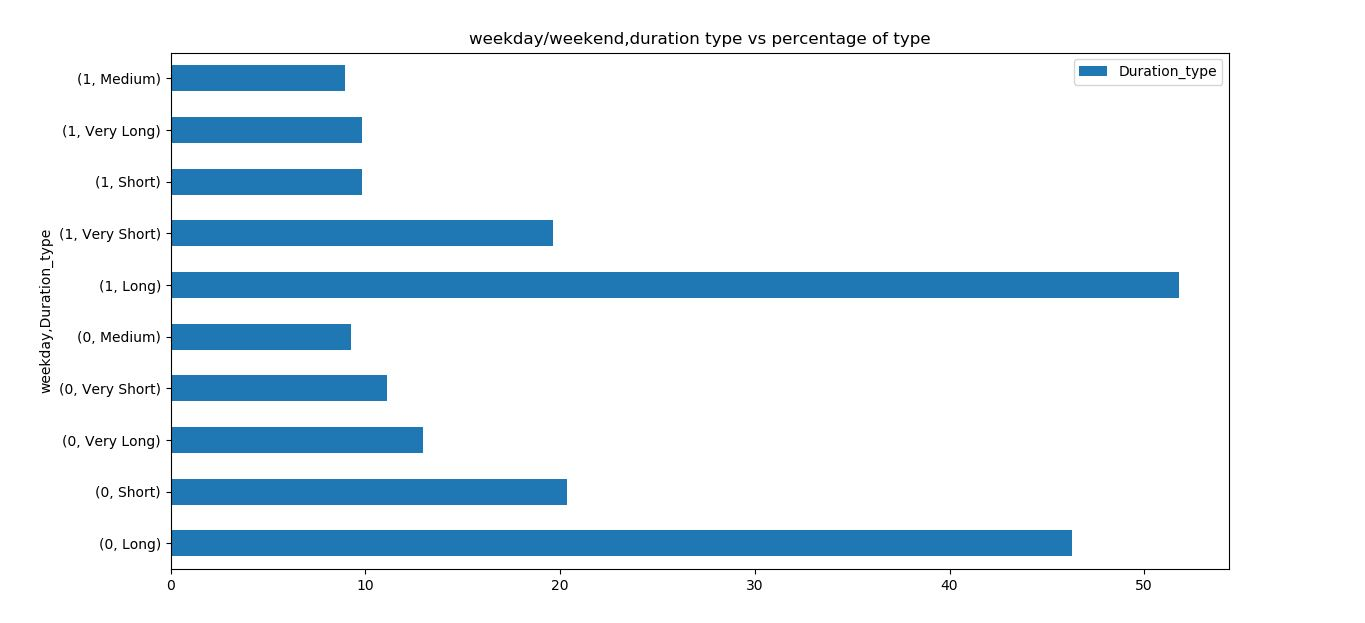 weekday/weekend,duration type vs percentage of type
Duration_type
(1, Medium)
(1, Very Long)
(1, Short)
(1, Very Short)
(1, Long)
(0, Medium)
(0, Very Short)
(0, Very Long)
(0, Short)
(0, Long)
weekday,Duration_type
0 10 20 30 40 50